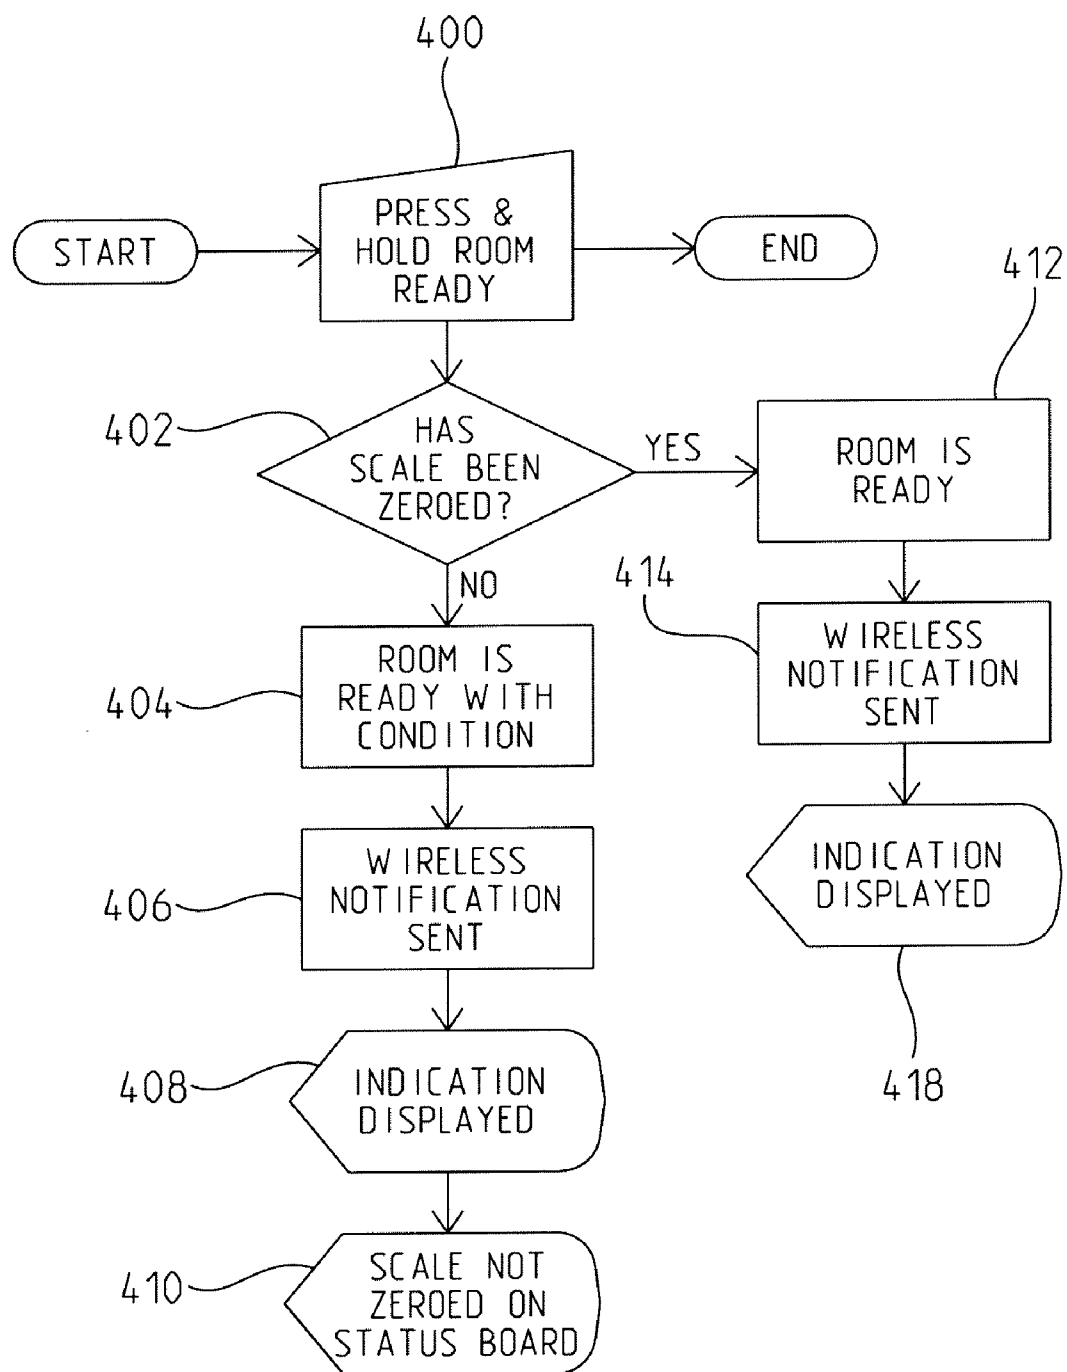 400
START
PRESS &
HOLD ROOM
READY
END
412
402
HAS
SCALE BEEN
ZEROED?
YES
ROOM IS
READY
NO
414
WIRELESS
NOTIFICATION
SENT
404
ROOM IS
READY WITH
CONDITION
406
WIRELESS
NOTIFICATION
SENT
INDICATION
DISPLAYED
418
408
INDICATION
DISPLAYED
410
SCALE NOT
ZEROED ON
STATUS BOARD